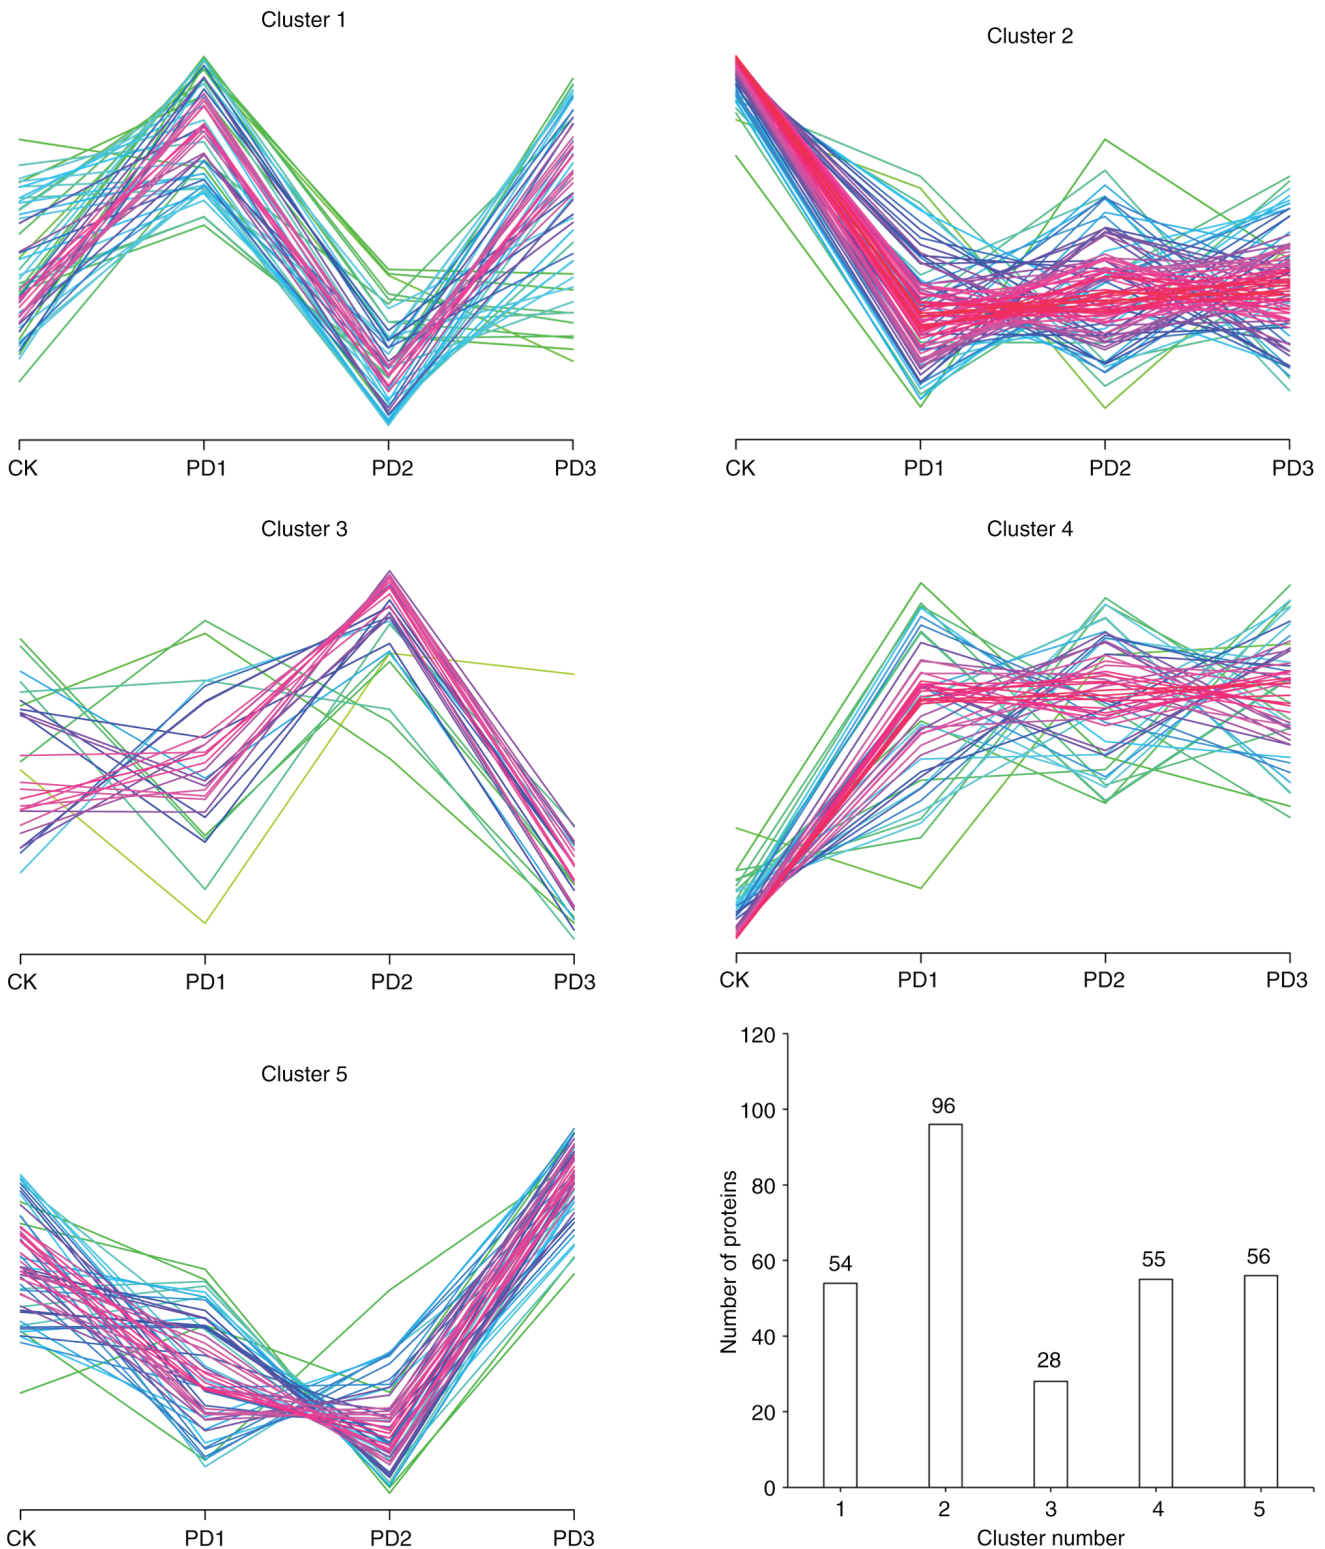 Cluster 1
CK PD1 PD2 PD3
Cluster 2
CK PD1 PD2 PD3
Cluster 3
CK PD1 PD2 PD3
Cluster 4
CK PD1 PD2 PD3
Cluster 5
CK PD1 PD2 PD3
Number of proteins
120
100
80
60
40
20
0
54 96 28 55 56
1 2 3 4 5
Cluster number